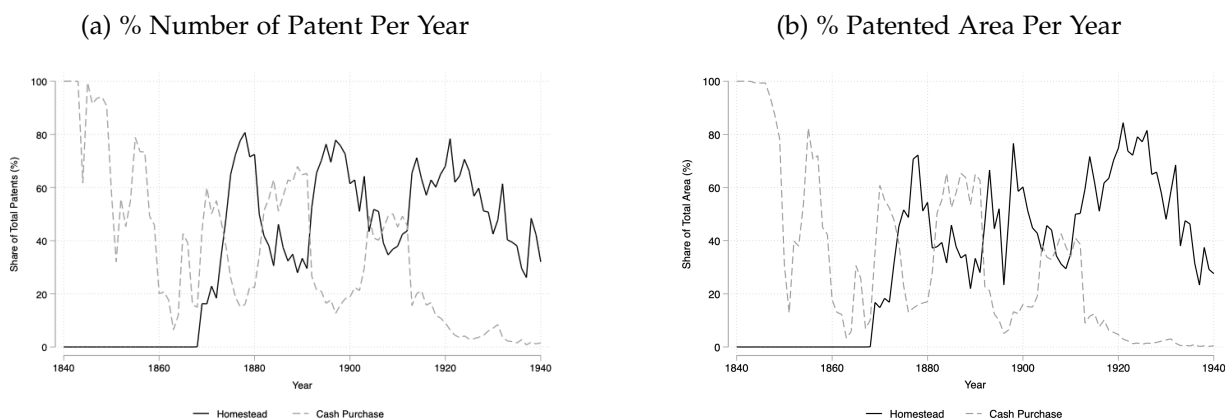 (a) % Number of Patent Per Year
100
80
60
40
20
0
Share of Total Patents (%)
1840 1860 1880 1900 1920 1940
Year
Homestead Cash Purchase
(b) % Patented Area Per Year
100
80
60
40
20
0
Share of Total Area (%)
1840 1860 1880 1900 1920 1940
Year
Homestead Cash Purchase